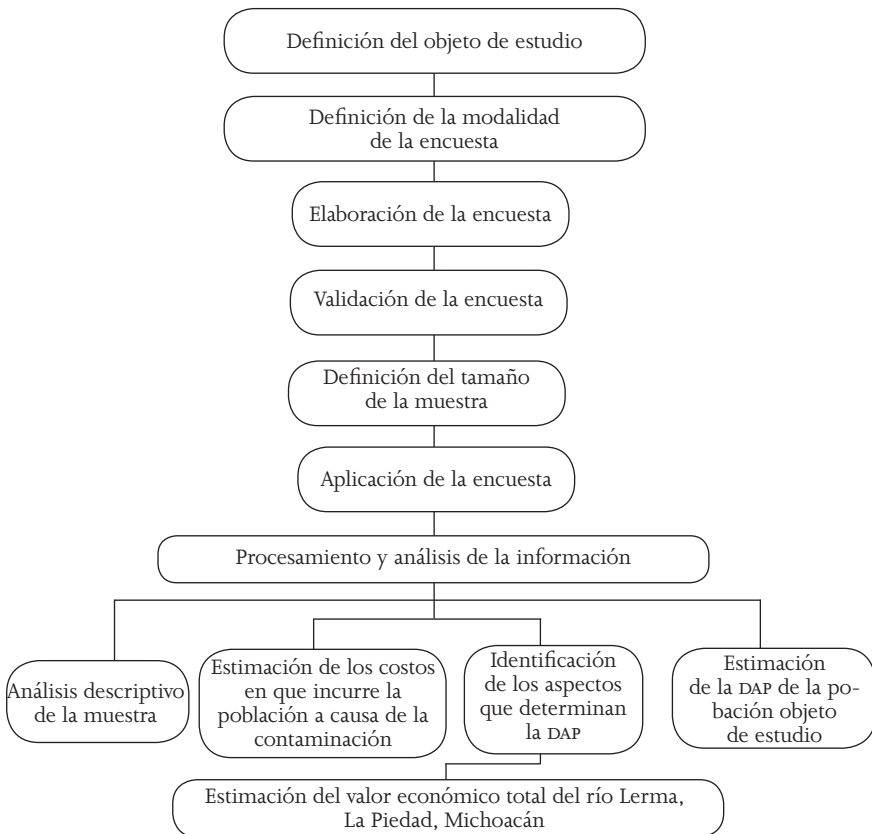 Definición del objeto de estudio
Definición de la modalidad
de la encuesta
Elaboración de la encuesta
Validación de la encuesta
Definición del tamaño
de la muestra
Aplicación de la encuesta
Procesamiento y análisis de la información
Análisis descriptivo
de la muestra
Estimación de los costos
en que incurre la
población a causa de la
contaminación
Identificación
de los aspectos
que determinan
la DAP
Estimación
de la DAP de la po-
bación objeto
de estudio
Estimación del valor económico total del río Lerma,
La Piedad, Michoacán